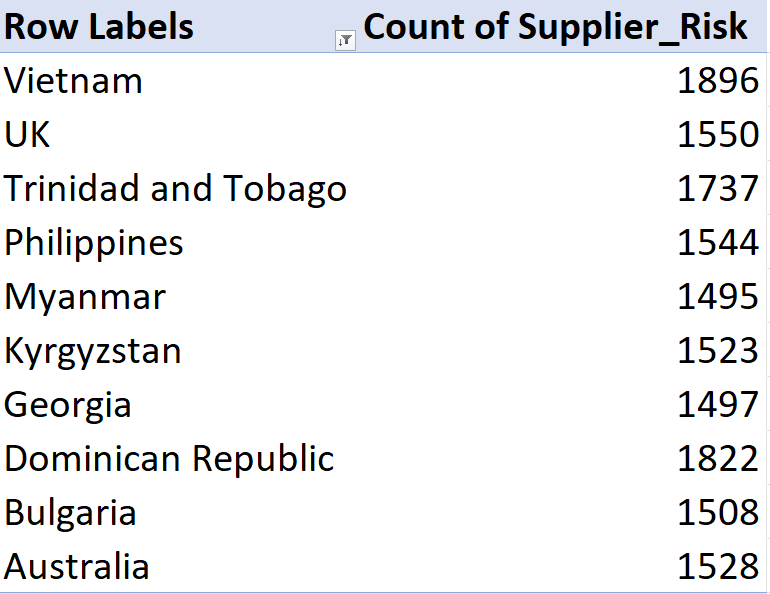 Row Labels Count of Supplier_Risk
Vietnam 1896
UK 1550
Trinidad and Tobago 1737
Philippines 1544
Myanmar 1495
Kyrgyzstan 1523
Georgia 1497
Dominican Republic 1822
Bulgaria 1508
Australia 1528